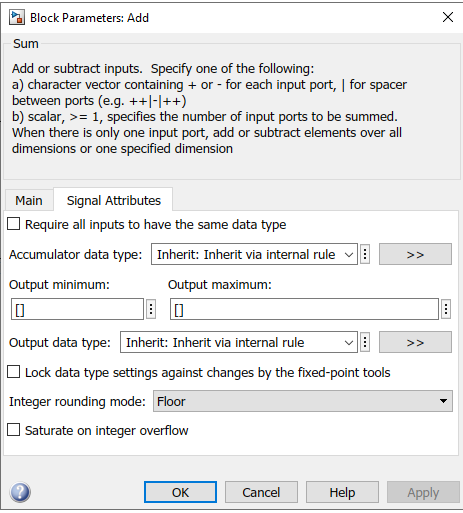 Block Parameters: Add
Sum
Add or subtract inputs.  Specify one of the following:
a) character vector containing + or - for each input port, | for spacer
between ports (e.g. ++|-|++)
b) scalar, >= 1, specifies the number of input ports to be summed.
When there is only one input port, add or subtract elements over all
dimensions or one specified dimension
Main Signal Attributes
Require all inputs to have the same data type
Accumulator data type: Inherit: Inherit via internal rule >>
Output minimum: Output maximum:
[] []
Output data type: Inherit: Inherit via internal rule >>
Lock data type settings against changes by the fixed-point tools
Integer rounding mode: Floor
Saturate on integer overflow
? OK Cancel Help Apply